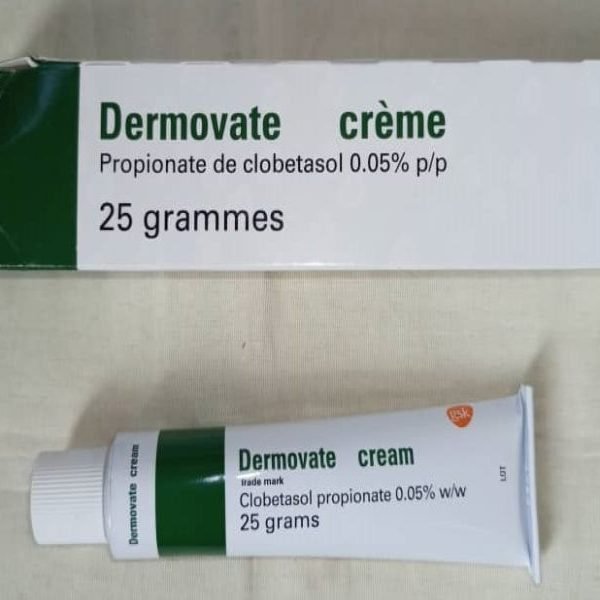 Dermovate crème
Propionate de clobetasol 0.05% p/p
25 grammes
Dermovate cream
gsk
Dermovate cream
trade mark
Clobetasol propionate 0.05% w/w
25 grams
LOT